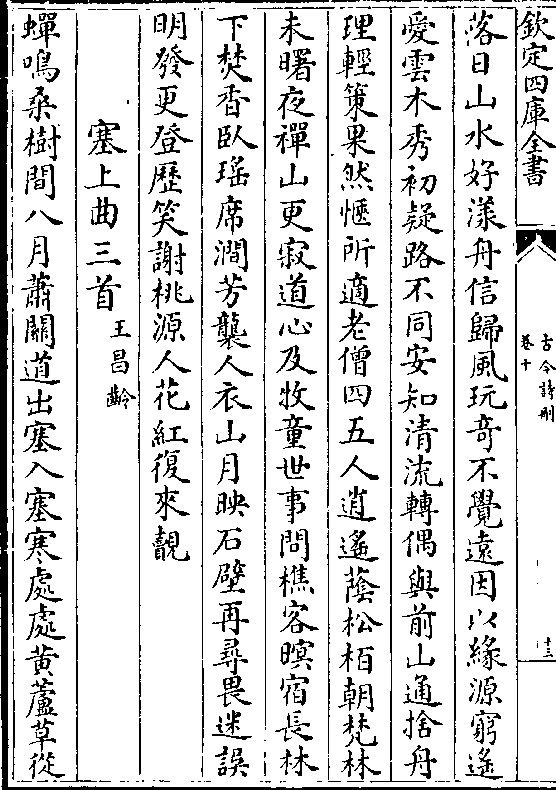 欽定四庫全書
古今詩刪
卷十
十三
落日山水好漾舟信歸風玩奇不覺遠因以緣源窮遙
愛雲木秀初疑路不同安知清流轉偶與前山通捨舟
理輕策果然愜所適老僧四五人逍遙蔭松栢朝梵林
未曙夜禪山更寂道心及牧童世事問樵客暝宿長林
下焚香臥瑤席澗芳襲人衣山月映石壁再尋畏迷誤
明發更登歷笑謝桃源人花紅復來覿
塞上曲三首 王昌齡
蟬鳴桑樹間八月蕭關道出塞入塞寒處處黃蘆草從